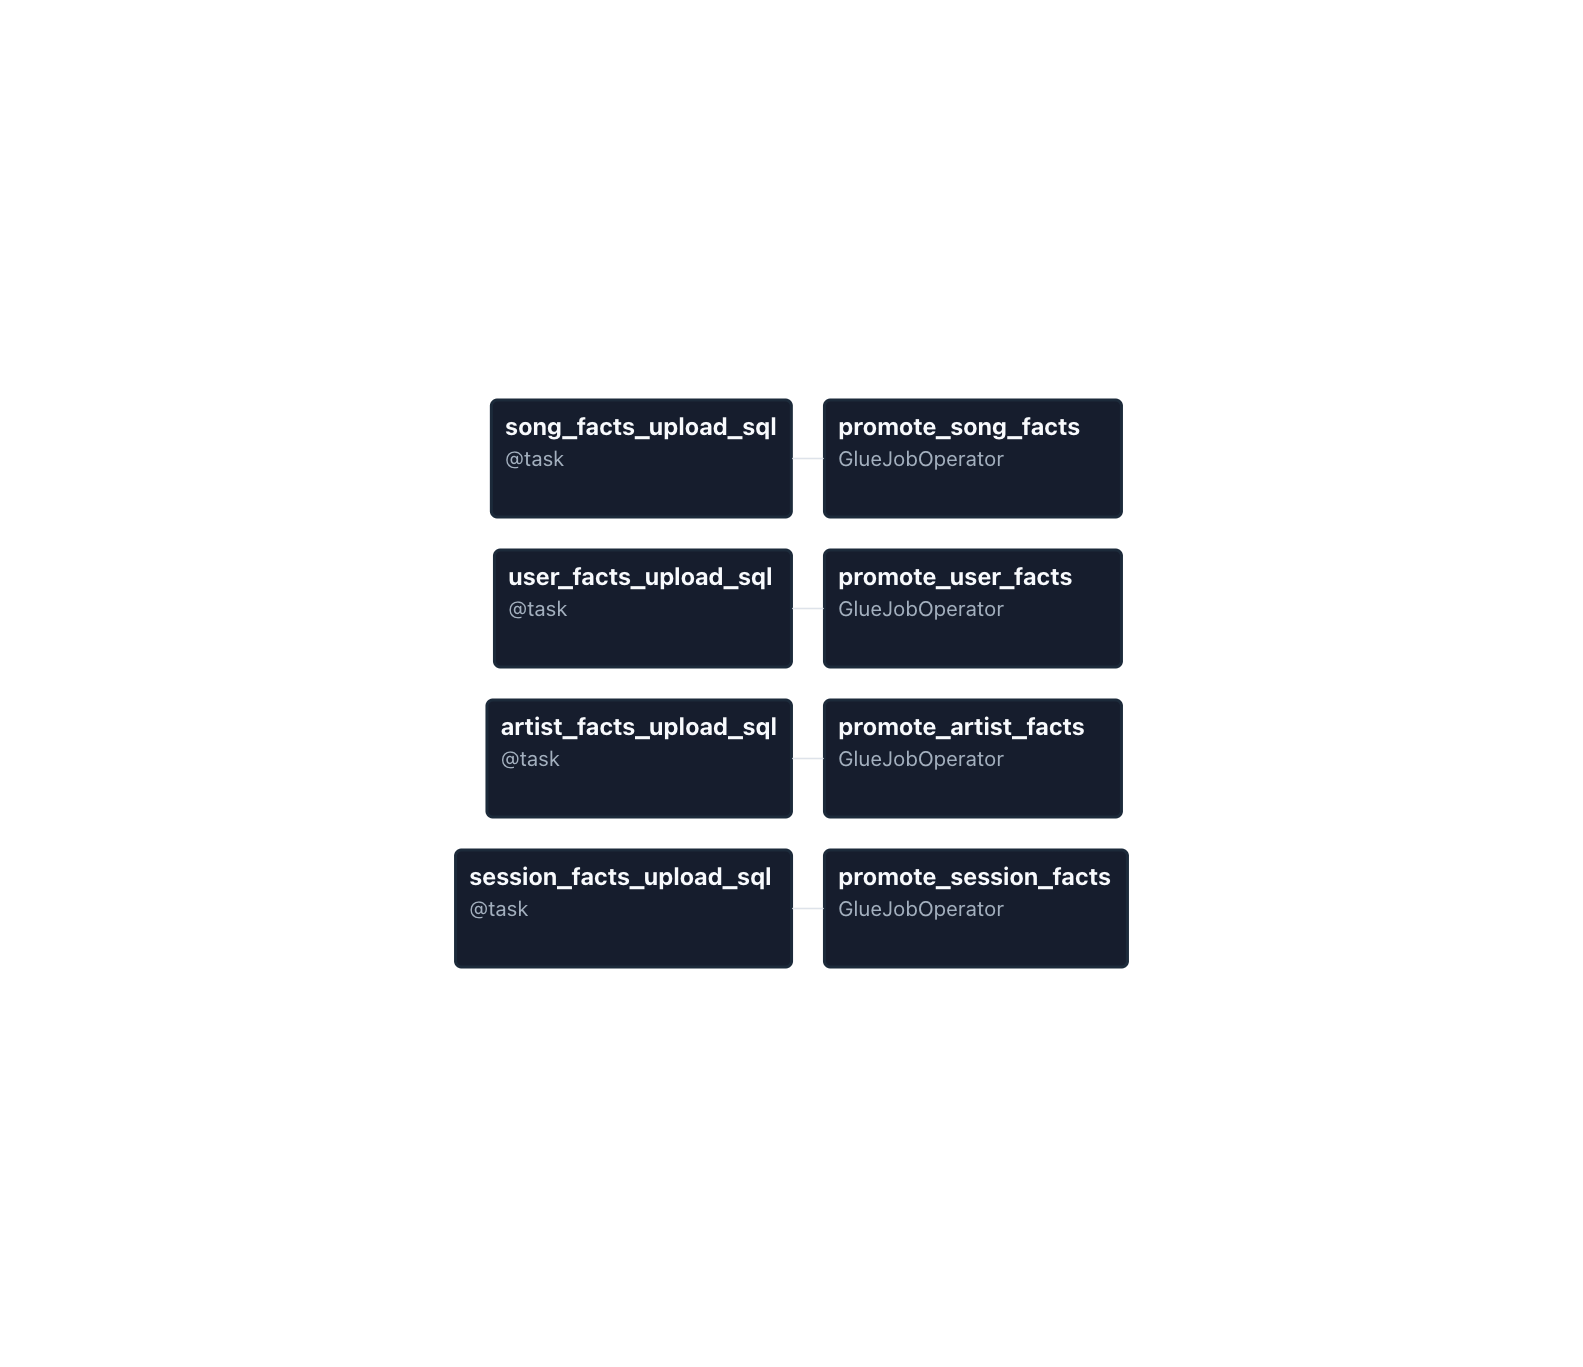 song_facts_upload_sql
@task
promote_song_facts
GlueJobOperator
user_facts_upload_sql
@task
promote_user_facts
GlueJobOperator
artist_facts_upload_sql
@task
promote_artist_facts
GlueJobOperator
session_facts_upload_sql
@task
promote_session_facts
GlueJobOperator